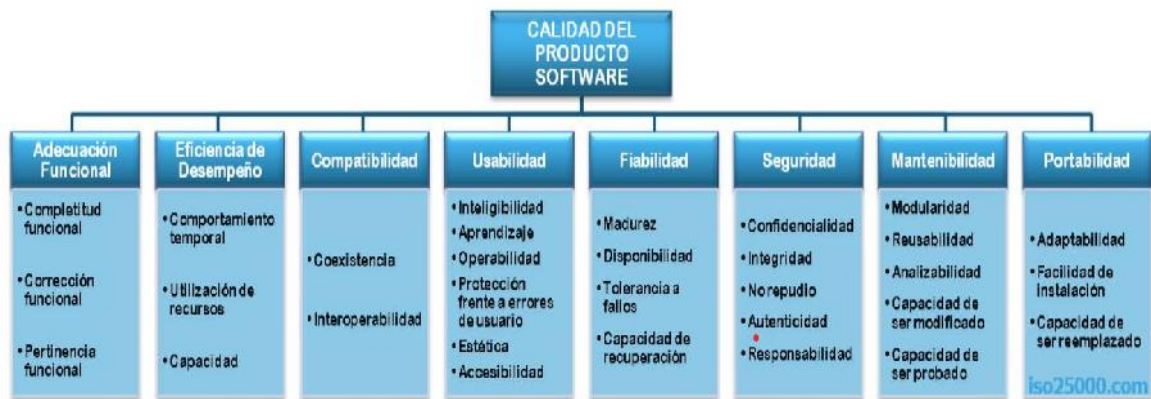 CALIDAD DEL
PRODUCTO
SOFTWARE
Adecuación
Funcional
• Completitud
funcional
• Corrección
funcional
• Pertinencia
funcional
Eficiencia de
Desempeño
• Comportamiento
temporal
• Utilización de
recursos
• Capacidad
Compatibilidad
• Coexistencia
• Interoperabilidad
Usabilidad
• Inteligibilidad
• Aprendizaje
• Operabilidad
• Protección
frente a errores
de usuario
• Estética
• Accesibilidad
Fiabilidad
• Madurez
• Disponibilidad
• Tolerancia a
fallos
• Capacidad de
recuperación
Seguridad
• Confidencialidad
• Integridad
• No repudio
• Autenticidad
• Responsabilidad
Mantenibilidad
• Modularidad
• Reusabilidad
• Analizabilidad
• Capacidad de
ser modificado
• Capacidad de
ser probado
Portabilidad
• Adaptabilidad
• Facilidad de
instalación
• Capacidad de
ser reemplazado
iso25000.com